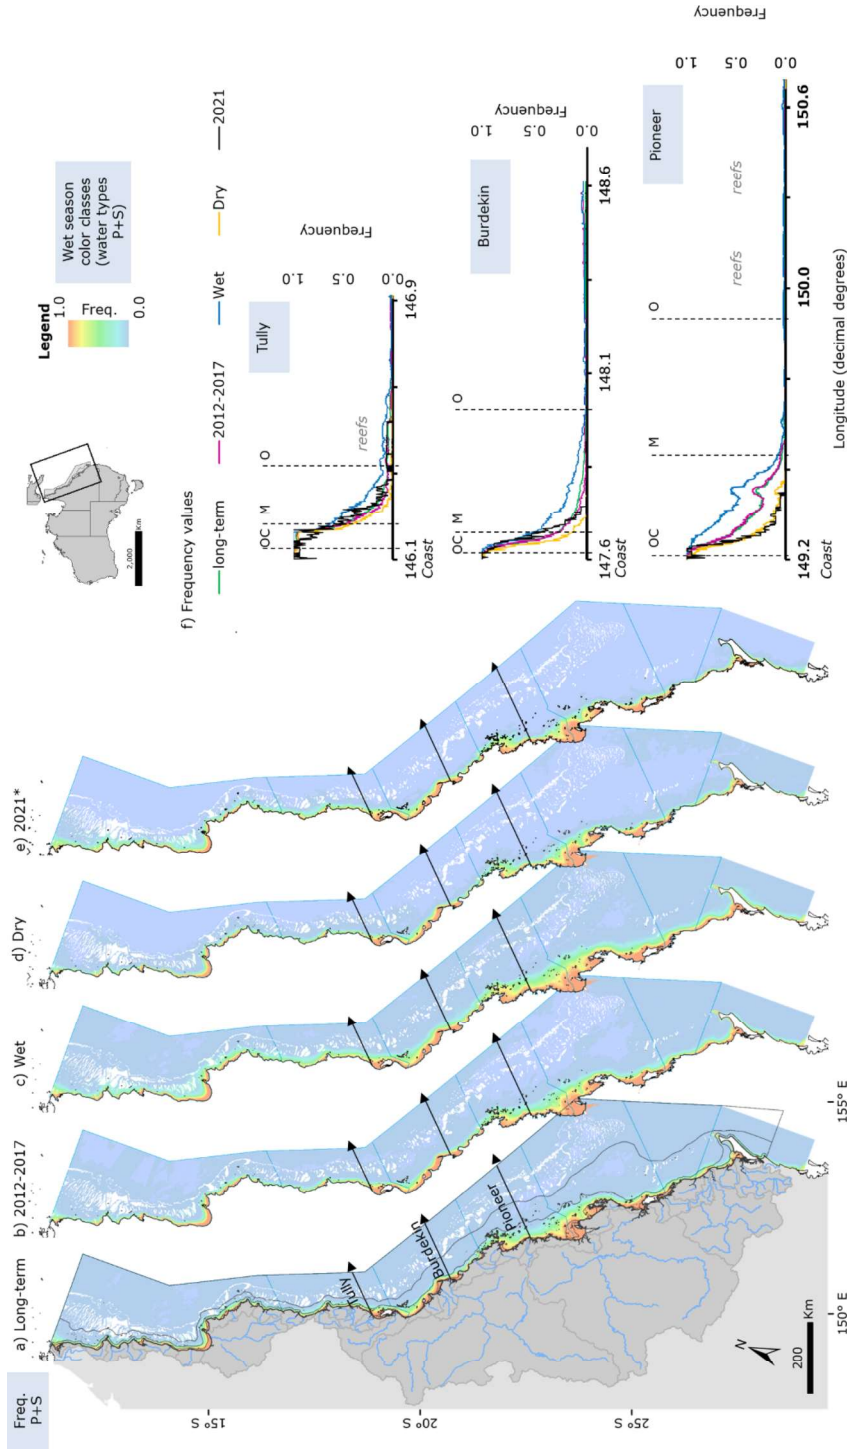 Freq.
P+S
a) Long-term
b) 2012-2017
c) Wet
d) Dry
e) 2021*
15° S
20° S
25° S
Tully
Burdekin
Pioneer
N
200
Km
150° E
155° E
2,000
Km
Legend
1.0
Freq.
0.0
Wet season
color classes
(water types
P+S)
f) Frequency values
long-term
2012-2017
Wet
Dry
2021
Tully
OC
M
O
reefs
1.0
0.5
0.0
Frequency
146.1
146.9
Coast
Burdekin
OC
M
O
1.0
0.5
0.0
Frequency
147.6
148.1
148.6
Coast
Pioneer
OC
M
O
reefs
reefs
1.0
0.5
0.0
Frequency
149.2
150.0
150.6
Coast
Longitude (decimal degrees)